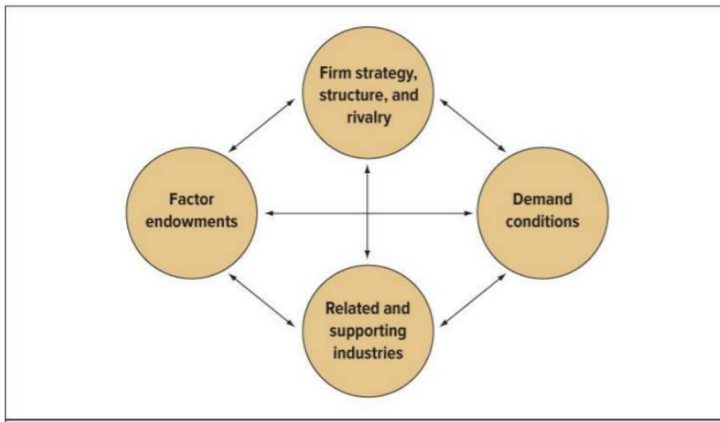 Firm strategy,
structure, and
rivalry
Factor
endowments
Demand
conditions
Related and
supporting
industries